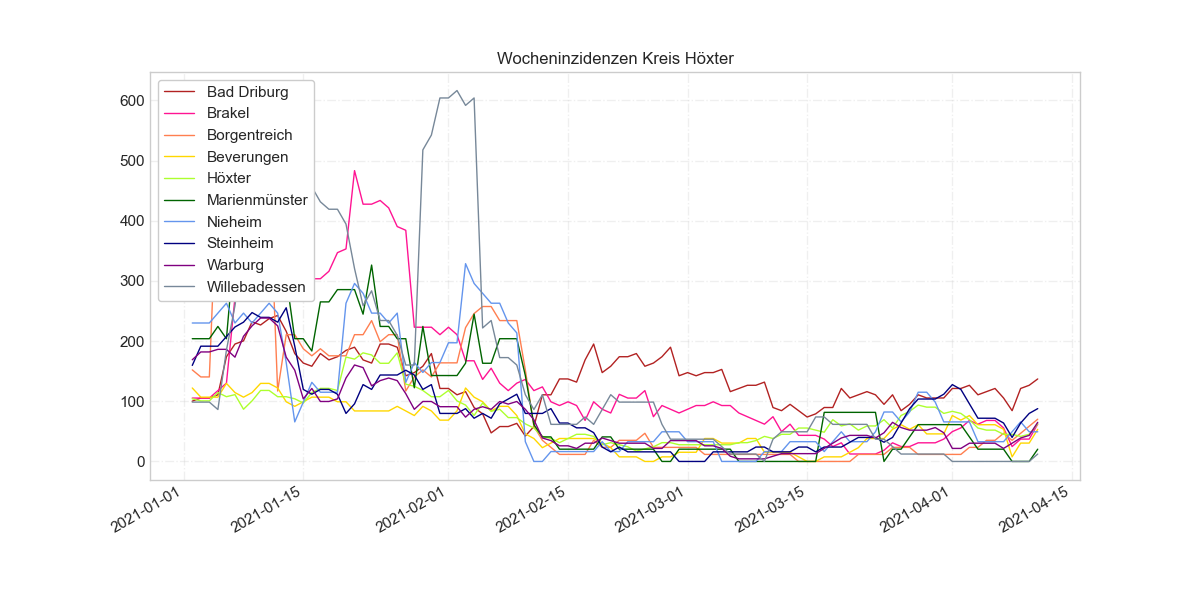 Wocheninzidenzen Kreis Höxter
600
500
400
300
200
100
0
Bad Driburg
Brakel
Borgentreich
Beverungen
Höxter
Marienmünster
Nieheim
Steinheim
Warburg
Willebadessen
2021-01-01
2021-01-15
2021-02-01
2021-02-15
2021-03-01
2021-03-15
2021-04-01
2021-04-15